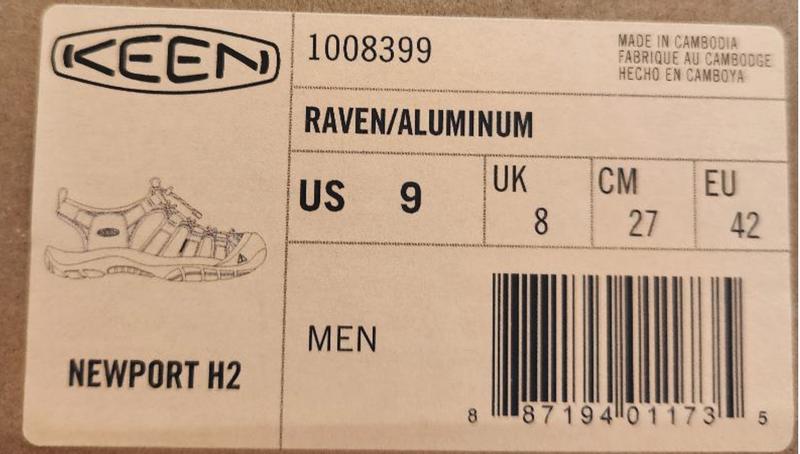 KEEN
1008399
MADE IN CAMBODIA
FABRIQUE AU CAMBODGE
HECHO EN CAMBOYA
RAVEN/ALUMINUM
US 9
UK 8
CM 27
EU 42
MEN
NEWPORT H2
8 87194 01173 5